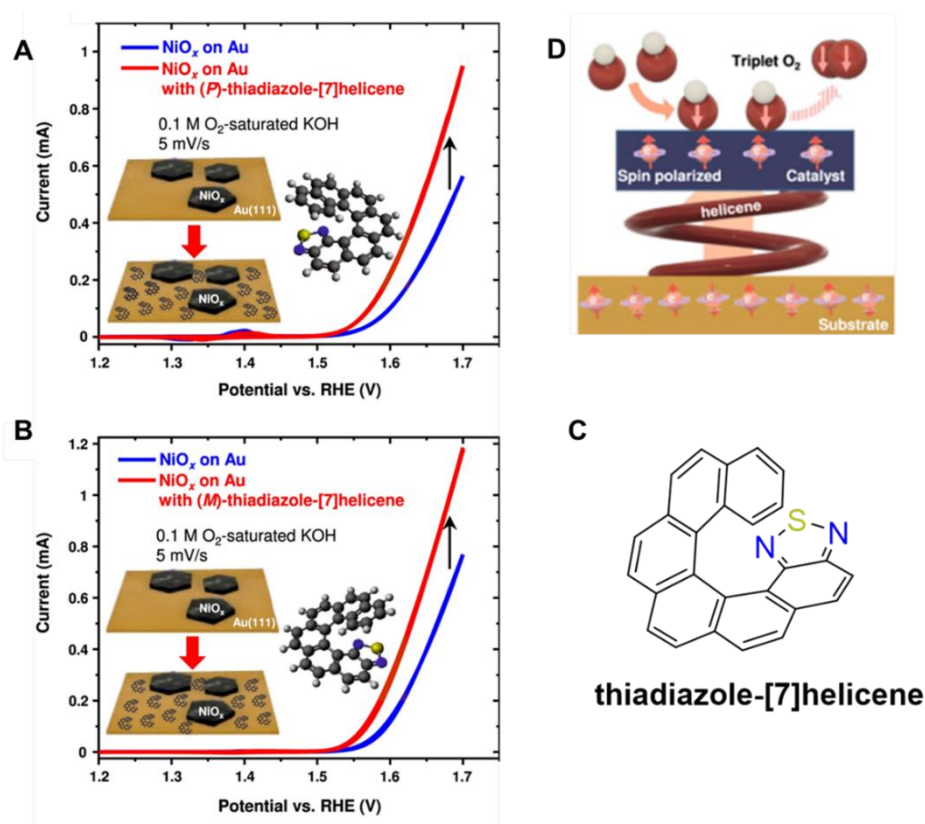 A
NiOₓ on Au
NiOₓ on Au
with (P)-thiadiazole-[7]helicene
0.1 M O₂-saturated KOH
5 mV/s
NiOₓ
Au(111)
NiOₓ
Current (mA)
1
0.8
0.6
0.4
0.2
0
1.2 1.3 1.4 1.5 1.6 1.7
Potential vs. RHE (V)
D
Triplet O₂
Spin polarized Catalyst
helicene
Substrate
B
NiOₓ on Au
NiOₓ on Au
with (M)-thiadiazole-[7]helicene
0.1 M O₂-saturated KOH
5 mV/s
NiOₓ
Au(111)
NiOₓ
Current (mA)
1.2
1
0.8
0.6
0.4
0.2
0
1.2 1.3 1.4 1.5 1.6 1.7
Potential vs. RHE (V)
C
S
N N
thiadiazole-[7]helicene